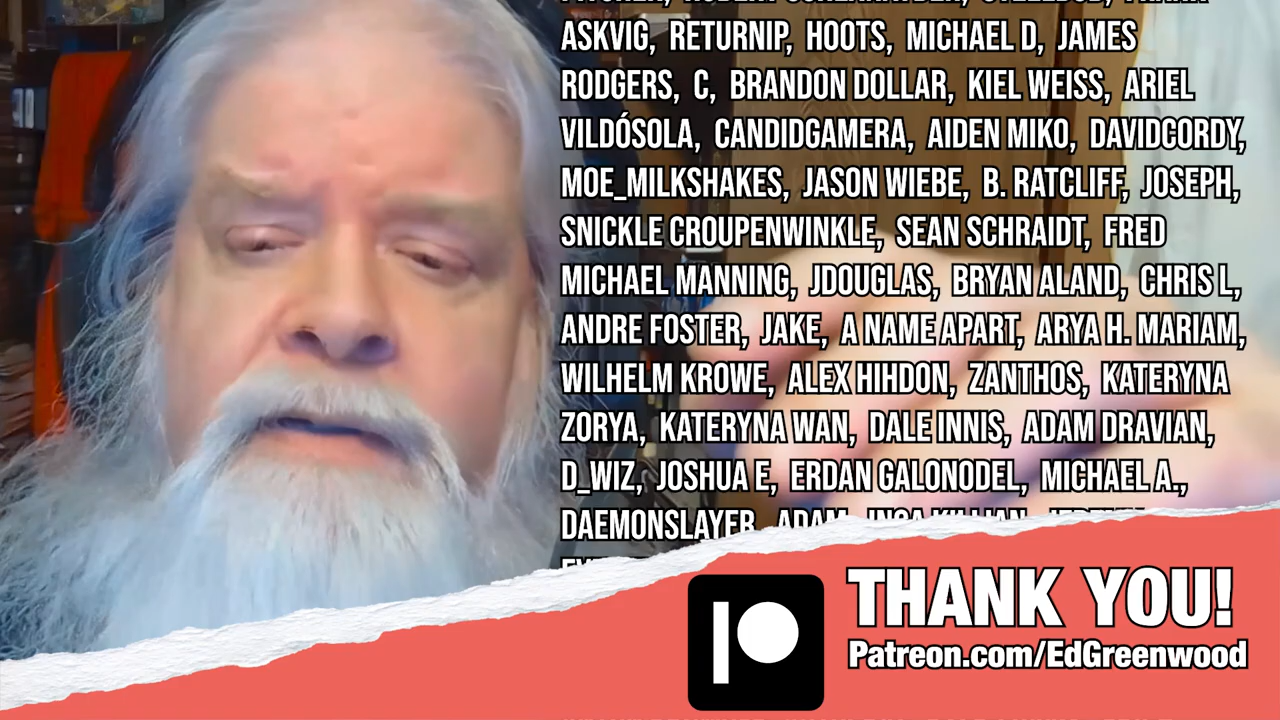 ASKVIG, RETURNIP, HOOTS, MICHAEL D, JAMES
RODGERS, C, BRANDON DOLLAR, KIEL WEISS, ARIEL
VILDÓSOLA, CANDIDGAMERA, AIDEN MIKO, DAVIDCORDY,
MOE_MILKSHAKES, JASON WIEBE, B. RATCLIFF, JOSEPH,
SNICKLE CROUPENWINKLE, SEAN SCHRAIDT, FRED
MICHAEL MANNING, JDOUGLAS, BRYAN ALAND, CHRIS L,
ANDRE FOSTER, JAKE, A NAME APART, ARYA H. MARIAM,
WILHELM KROWE, ALEX HIHDON, ZANTHOS, KATERYNA
ZORYA, KATERYNA WAN, DALE INNIS, ADAM DRAVIAN,
D_WIZ, JOSHUA E, ERDAN GALONODEL, MICHAEL A.,
DAEMONSLAYER, ADAM
THANK YOU!
Patreon.com/EdGreenwood